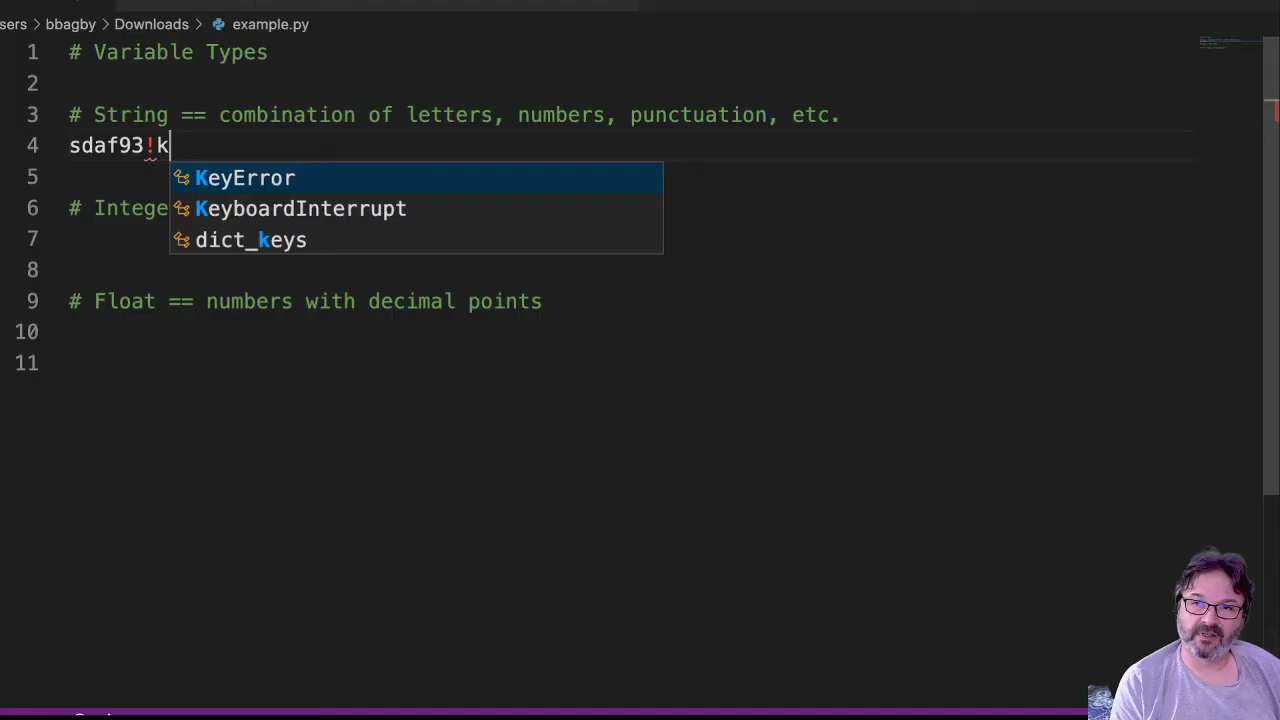 sers > bbagby > Downloads > example.py
1 # Variable Types
2
3 # String == combination of letters, numbers, punctuation, etc.
4 sdaf93!k
KeyError
5
KeyboardInterrupt
6 # Intege
dict_keys
7
8
9 # Float == numbers with decimal points
10
11